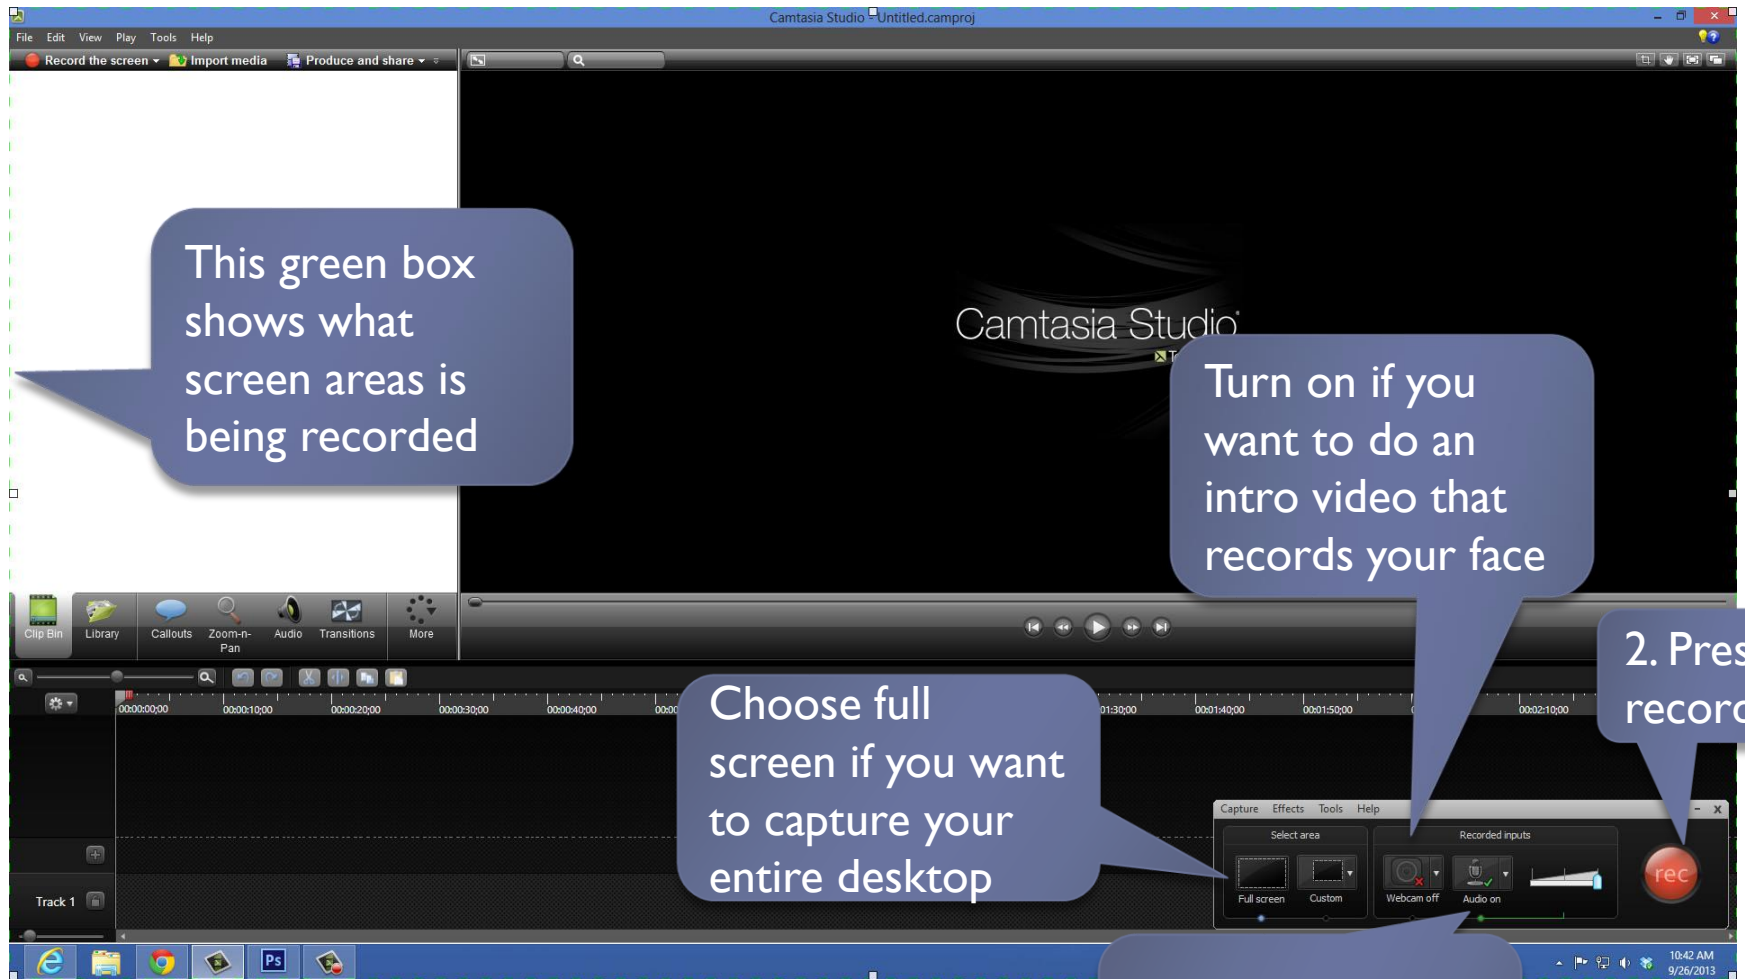 Camtasia Studio - Untitled.camproj
File Edit View Play Tools Help
Record the screen Import media Produce and share
This green box
shows what
screen areas is
being recorded
Camtasia Studio
Turn on if you
want to do an
intro video that
records your face
Clip Bin Library Callouts Zoom-n-Pan Audio Transitions More
2. Pres
record
00:00:00;00 00:00:10;00 00:00:20;00 00:00:30;00 00:00:40;00 00:01:40;00 00:01:50;00 00:02:10;00
Choose full
screen if you want
to capture your
entire desktop
Capture Effects Tools Help
Select area Recorded inputs
Full screen Custom Webcam off Audio on
rec
Track 1
Ps
10:42 AM
9/26/2013